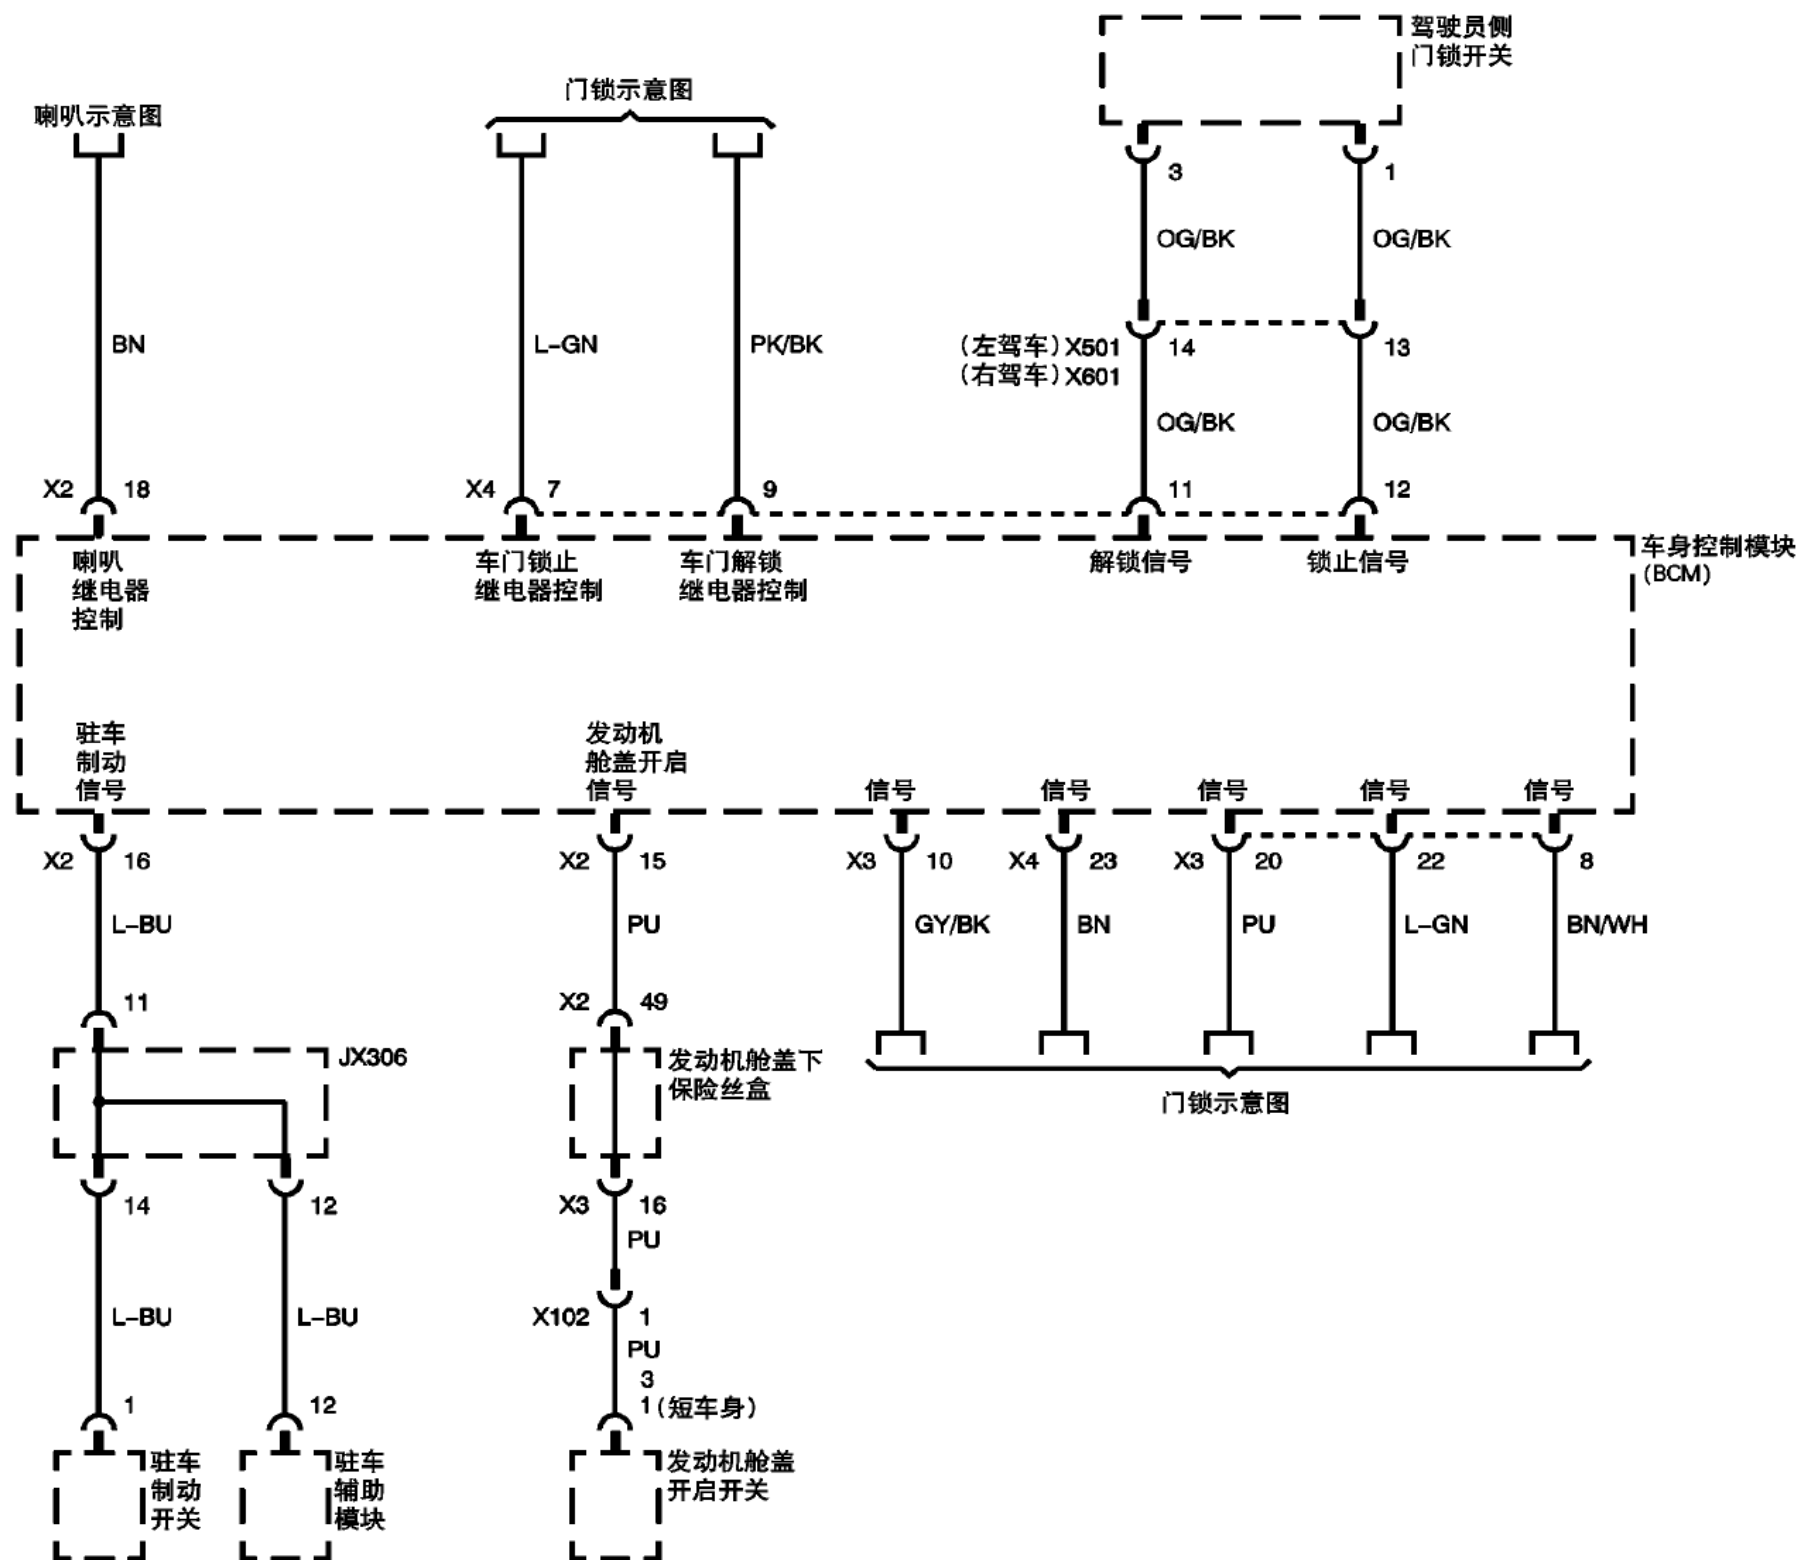 驾驶员侧
门锁开关
门锁示意图
喇叭示意图
3
1
OG/BK
OG/BK
BN
L-GN
PK/BK
(左驾车)X501
14
13
(右驾车)X601
OG/BK
OG/BK
X2
18
X4
7
9
11
12
喇叭
继电器
控制
车门锁止
继电器控制
车门解锁
继电器控制
解锁信号
锁止信号
车身控制模块
(BCM)
驻车
制动
信号
发动机
舱盖开启
信号
信号
信号
信号
信号
信号
X2
16
X2
15
X3
10
X4
23
X3
20
22
8
L-BU
PU
GY/BK
BN
PU
L-GN
BN/WH
11
X2
49
JX306
发动机舱盖下
保险丝盒
门锁示意图
14
12
X3
16
PU
L-BU
L-BU
X102
1
PU
3
1(短车身)
1
12
驻车
制动
开关
驻车
辅助
模块
发动机舱盖
开启开关